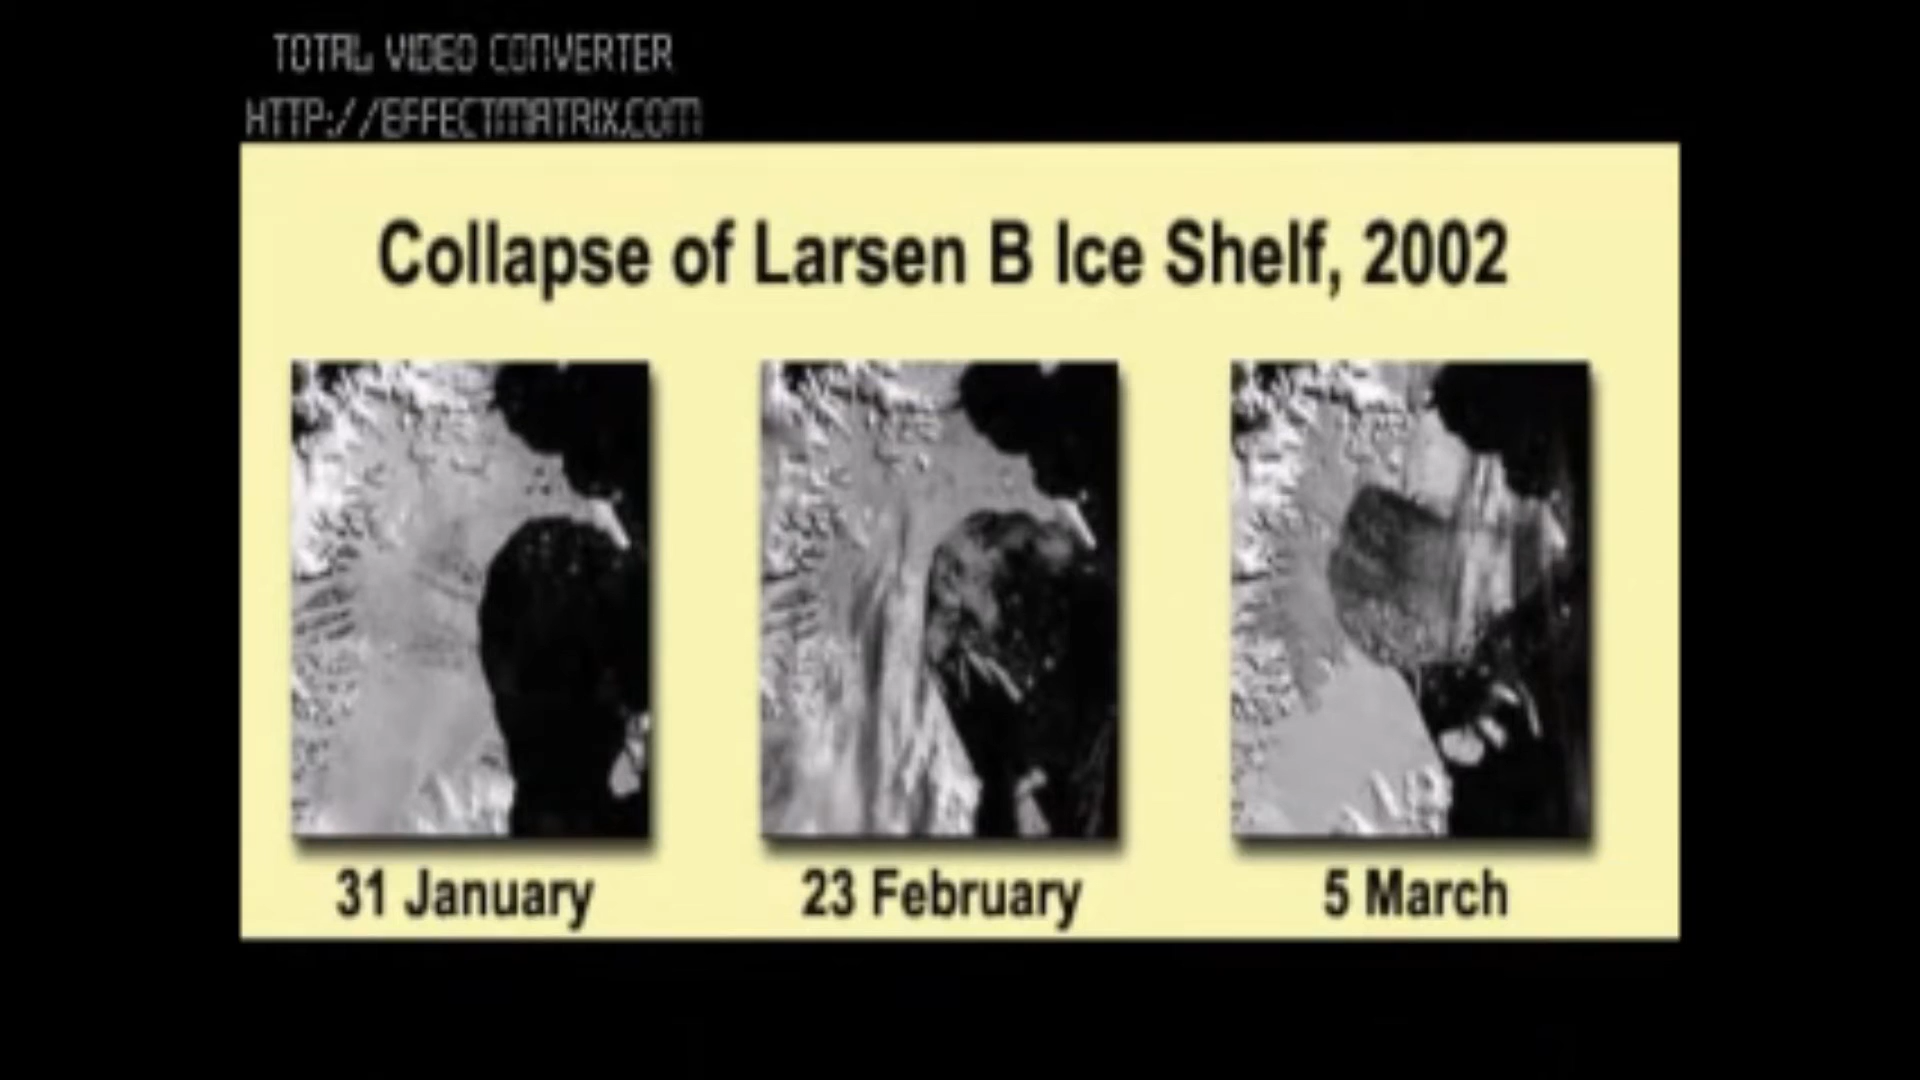 TOTAL VIDEO CONVERTER
HTTP://EFFECTMATRIX.COM
Collapse of Larsen B Ice Shelf, 2002
31 January
23 February
5 March